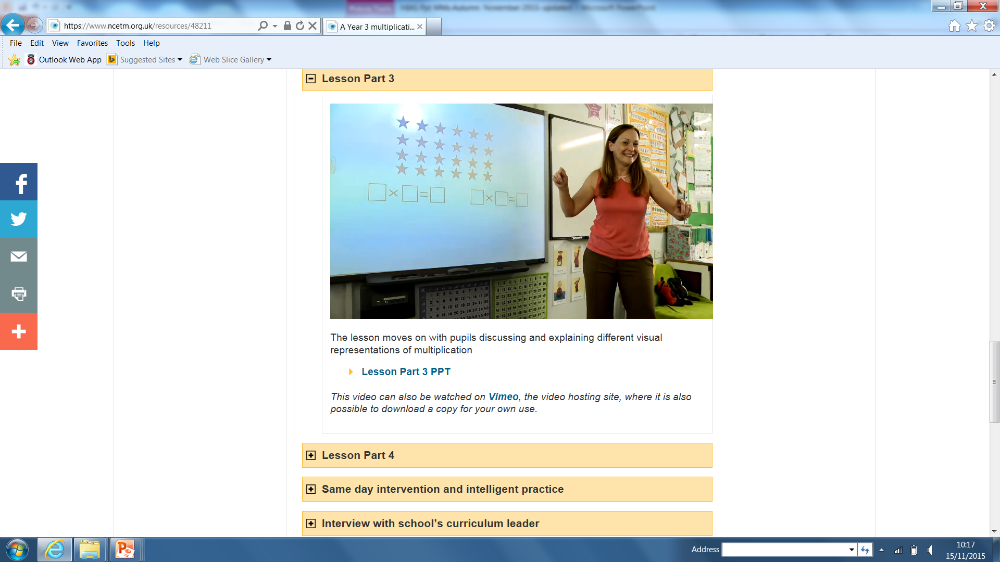 https://www.ncetm.org.uk/resources/48211
A Year 3 multiplicati...
File Edit View Favorites Tools Help
Outlook Web App Suggested Sites Web Slice Gallery
Lesson Part 3
□ × □ = □ □ × □ = □
The lesson moves on with pupils discussing and explaining different visual
representations of multiplication
Lesson Part 3 PPT
This video can also be watched on Vimeo, the video hosting site, where it is also
possible to download a copy for your own use.
Lesson Part 4
Same day intervention and intelligent practice
Interview with school's curriculum leader
Address
10:17
15/11/2015